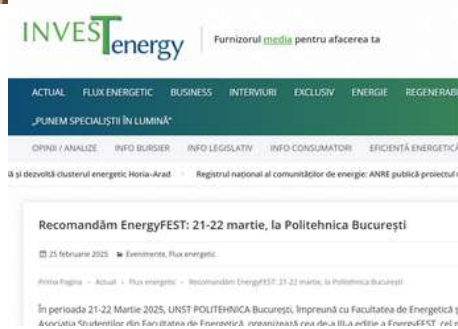 INVESTenergy
Furnizorul media pentru afacerea ta
ACTUAL FLUX ENERGETIC BUSINESS INTERVIURI EXCLUSIV ENERGIE REGENERABI
„PUNEM SPECIALIȘTII ÎN LUMINĂ”
OPINII / ANALIZE INFO BURSIER INFO LEGISLATIV INFO CONSUMATORI EFICIENȚĂ ENERGETICĂ
ă și dezvoltă clusterul energetic Horia-Arad Registrul național al comunităților de energie: ANRE publică proiectul
Recomandăm EnergyFEST: 21-22 martie, la Politehnica București
25 februarie 2025 Evenimente, Flux energetic
Prima Pagina - Actual - Flux energetic - Recomandăm EnergyFEST: 21-22 martie, la Politehnica București
În perioada 21-22 Martie 2025, UNST POLITEHNICA București, împreună cu Facultatea de Energetică ș
Asociația Studenților din Facultatea de Energetică, organizează cea de-a III-a ediție a EnergyFEST, cel